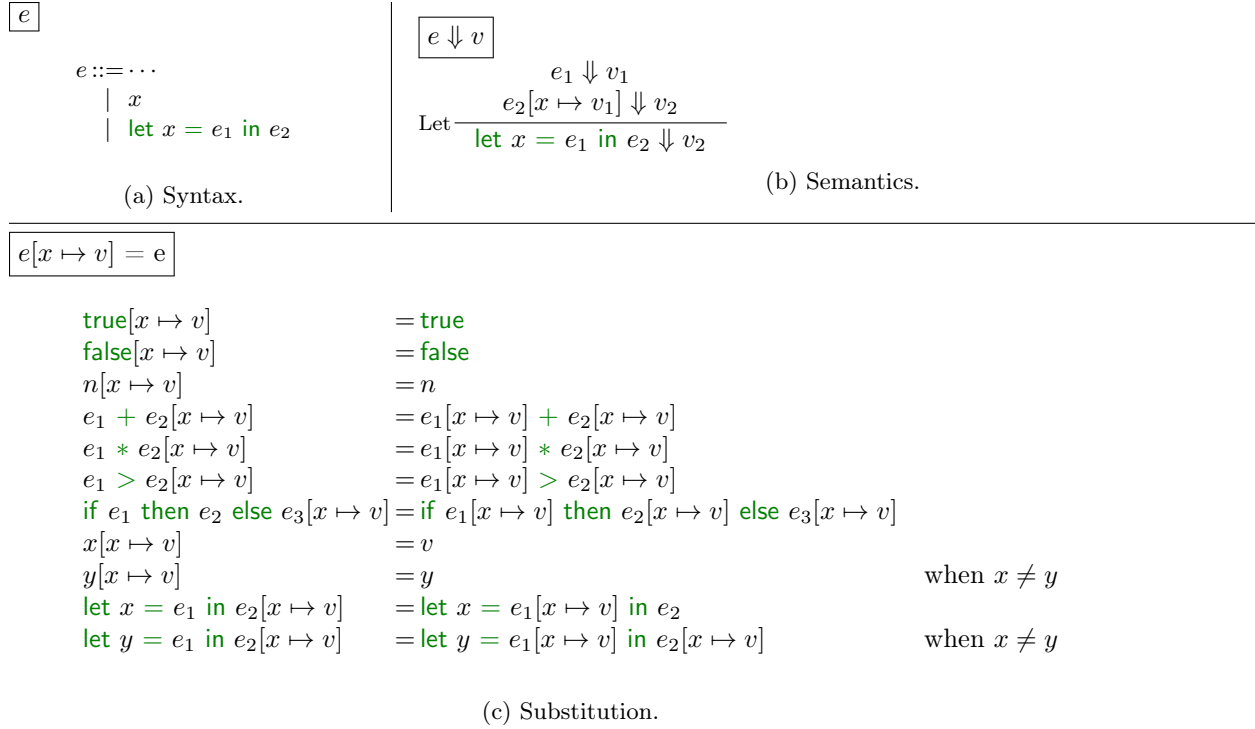 e
e ::= ⋯
| x
| let x = e₁ in e₂
(a) Syntax.
e ⇓ v
e₁ ⇓ v₁
e₂[x ↦ v₁] ⇓ v₂
Let
let x = e₁ in e₂ ⇓ v₂
(b) Semantics.
e[x ↦ v] = e
true[x ↦ v] = true
false[x ↦ v] = false
n[x ↦ v] = n
e₁ + e₂[x ↦ v] = e₁[x ↦ v] + e₂[x ↦ v]
e₁ * e₂[x ↦ v] = e₁[x ↦ v] * e₂[x ↦ v]
e₁ > e₂[x ↦ v] = e₁[x ↦ v] > e₂[x ↦ v]
if e₁ then e₂ else e₃[x ↦ v] = if e₁[x ↦ v] then e₂[x ↦ v] else e₃[x ↦ v]
x[x ↦ v] = v
y[x ↦ v] = y when x ≠ y
let x = e₁ in e₂[x ↦ v] = let x = e₁[x ↦ v] in e₂
let y = e₁ in e₂[x ↦ v] = let y = e₁[x ↦ v] in e₂[x ↦ v] when x ≠ y
(c) Substitution.